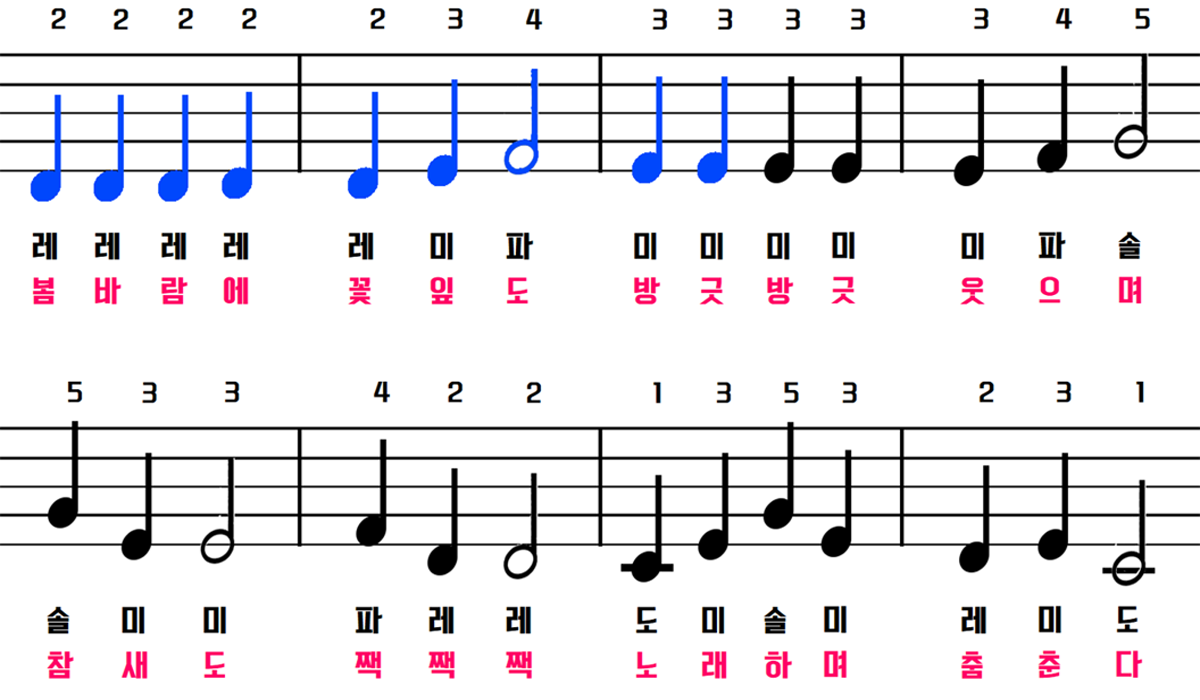 2 2 2 2 2 3 4 3 3 3 3 3 4 5
레 레 레 레 레 미 파 미 미 미 미 미 파 솔
봄 바 람 에 꽃 잎 도 방 긋 방 긋 웃 으 며
5 3 3 4 2 2 1 3 5 3 2 3 1
솔 미 미 파 레 레 도 미 솔 미 레 미 도
참 새 도 짹 짹 짹 노 래 하 며 춤 춘 다